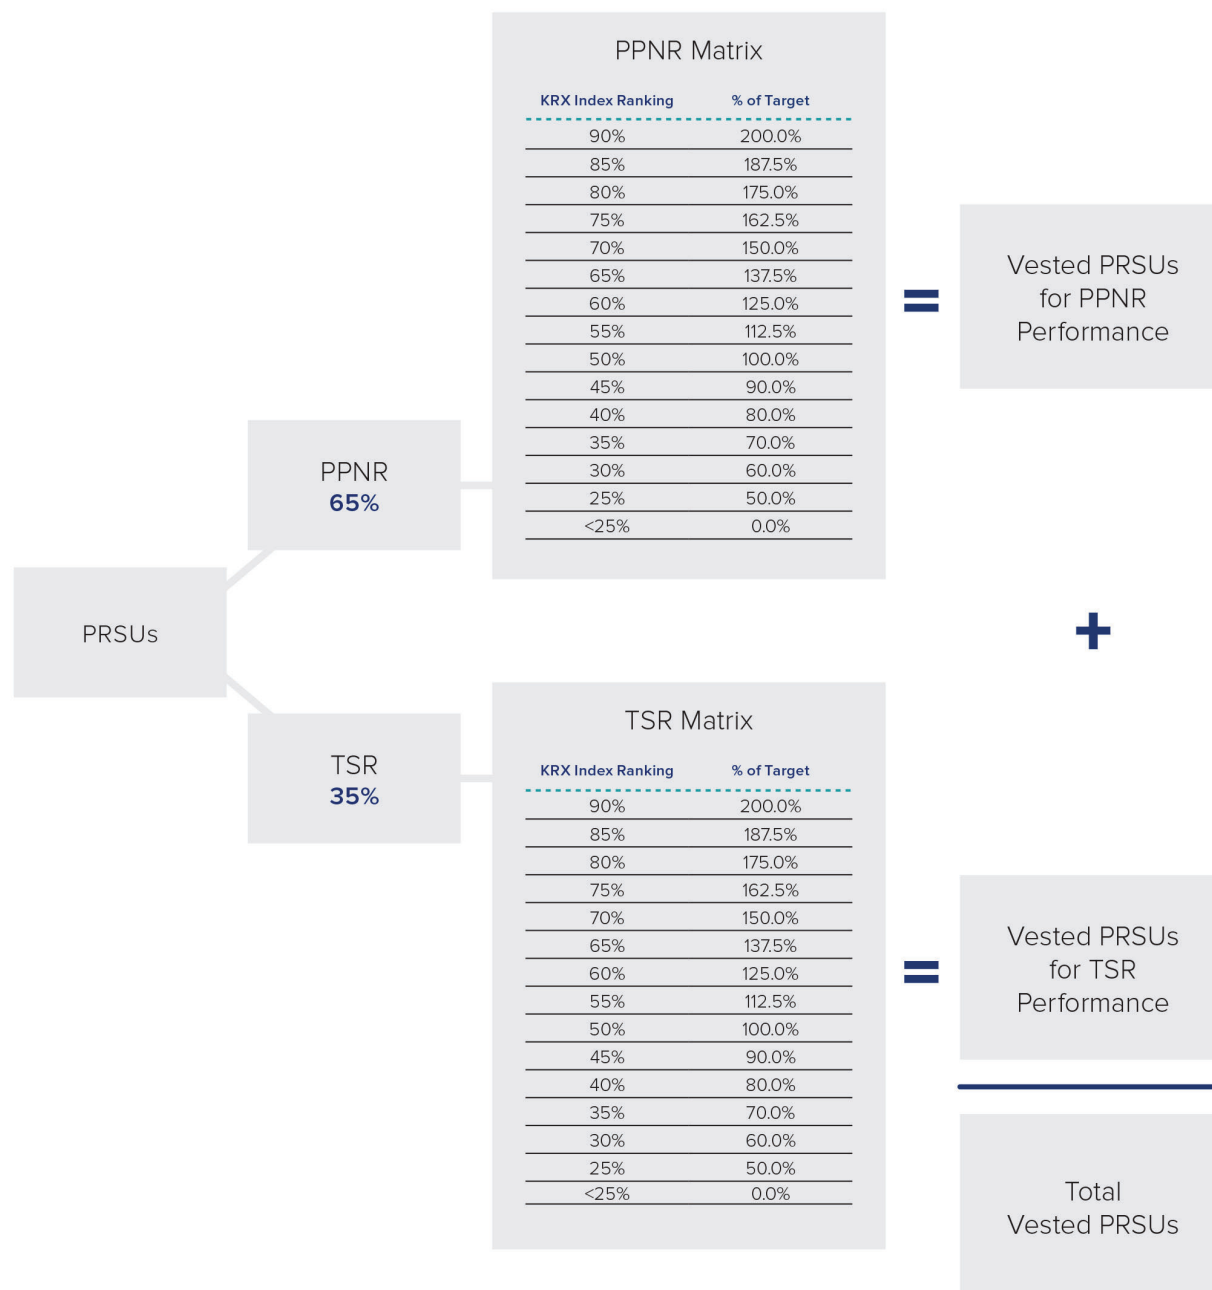 PRSUs
PPNR
65%
PPNR Matrix
KRX Index Ranking % of Target
90% 200.0%
85% 187.5%
80% 175.0%
75% 162.5%
70% 150.0%
65% 137.5%
60% 125.0%
55% 112.5%
50% 100.0%
45% 90.0%
40% 80.0%
35% 70.0%
30% 60.0%
25% 50.0%
<25% 0.0%
=
Vested PRSUs
for PPNR
Performance
+
TSR
35%
TSR Matrix
KRX Index Ranking % of Target
90% 200.0%
85% 187.5%
80% 175.0%
75% 162.5%
70% 150.0%
65% 137.5%
60% 125.0%
55% 112.5%
50% 100.0%
45% 90.0%
40% 80.0%
35% 70.0%
30% 60.0%
25% 50.0%
<25% 0.0%
=
Vested PRSUs
for TSR
Performance
Total
Vested PRSUs